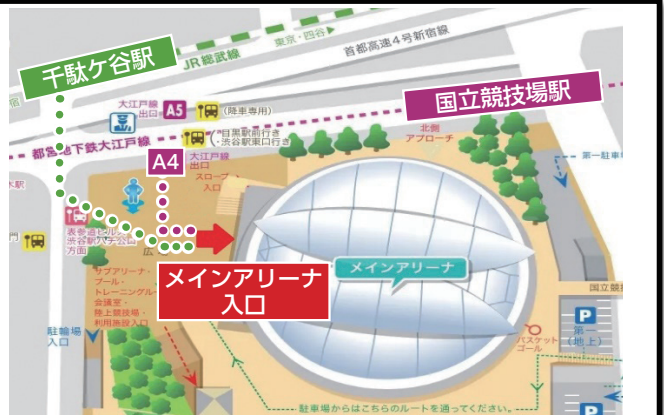 千駄ケ谷駅
JR総武線
東京・四谷
首都高速4号新宿線
大江戸線
出口
A5
(降車専用)
国立競技場駅
目黒駅前行き
渋谷駅東口行き
都営地下鉄大江戸線
A4
大江戸線
出口
スロープ
入口
北側
アプローチ
第一駐車
木駅
表参道ヒルズ
渋谷駅ハチ公口
方面
門
広
メインアリーナ
入口
メインアリーナ
サブアリーナ・
プール・
トレーニングル
会議室・
陸上競技場・
利用施設入口
駐輪場
入口
国立競
P
第一
(地上)
バスケット
ゴール
駐車場からはこちらのルートを通ってください。
P